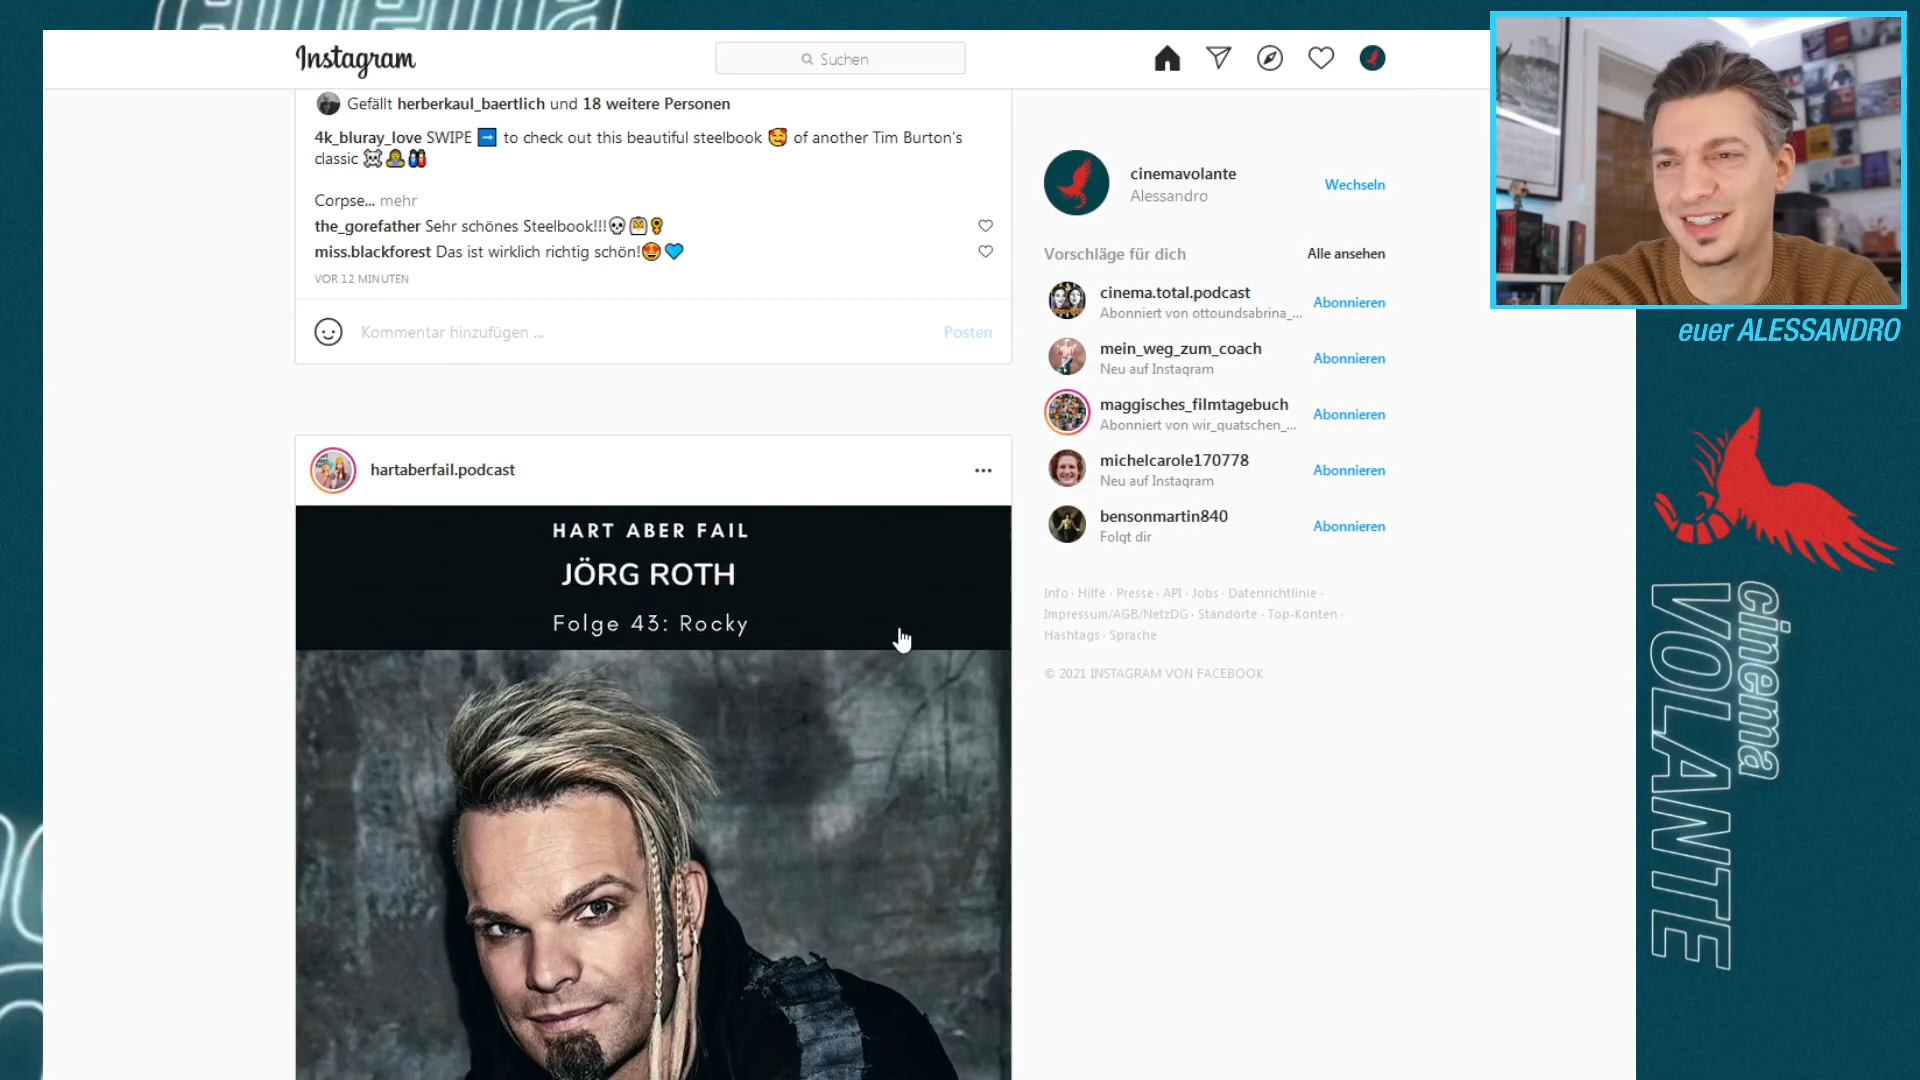 Instagram
Suchen
Gefällt herberkaul_baertlich und 18 weitere Personen
4k_bluray_love SWIPE ➡ to check out this beautiful steelbook 🥰 of another Tim Burton's
classic ☠🧟‍♀️👭
Corpse... mehr
the_gorefather Sehr schönes Steelbook!!!
miss.blackforest Das ist wirklich richtig schön!😍💙
VOR 12 MINUTEN
Kommentar hinzufügen ...
Posten
hartaberfail.podcast
HART ABER FAIL
JÖRG ROTH
Folge 43: Rocky
cinemavolante
Alessandro
Wechseln
Vorschläge für dich
Alle ansehen
cinema.total.podcast
Abonniert von ottoundsabrina_...
Abonnieren
mein_weg_zum_coach
Neu auf Instagram
Abonnieren
maggisches_filmtagebuch
Abonniert von wir_quatschen_...
Abonnieren
michelcarole170778
Neu auf Instagram
Abonnieren
bensonmartin840
Folgt dir
Abonnieren
Info · Hilfe · Presse · API · Jobs · Datenrichtlinie ·
Impressum/AGB/NetzDG · Standorte · Top-Konten ·
Hashtags · Sprache
© 2021 INSTAGRAM VON FACEBOOK
euer ALESSANDRO
cinema
VOLANTE